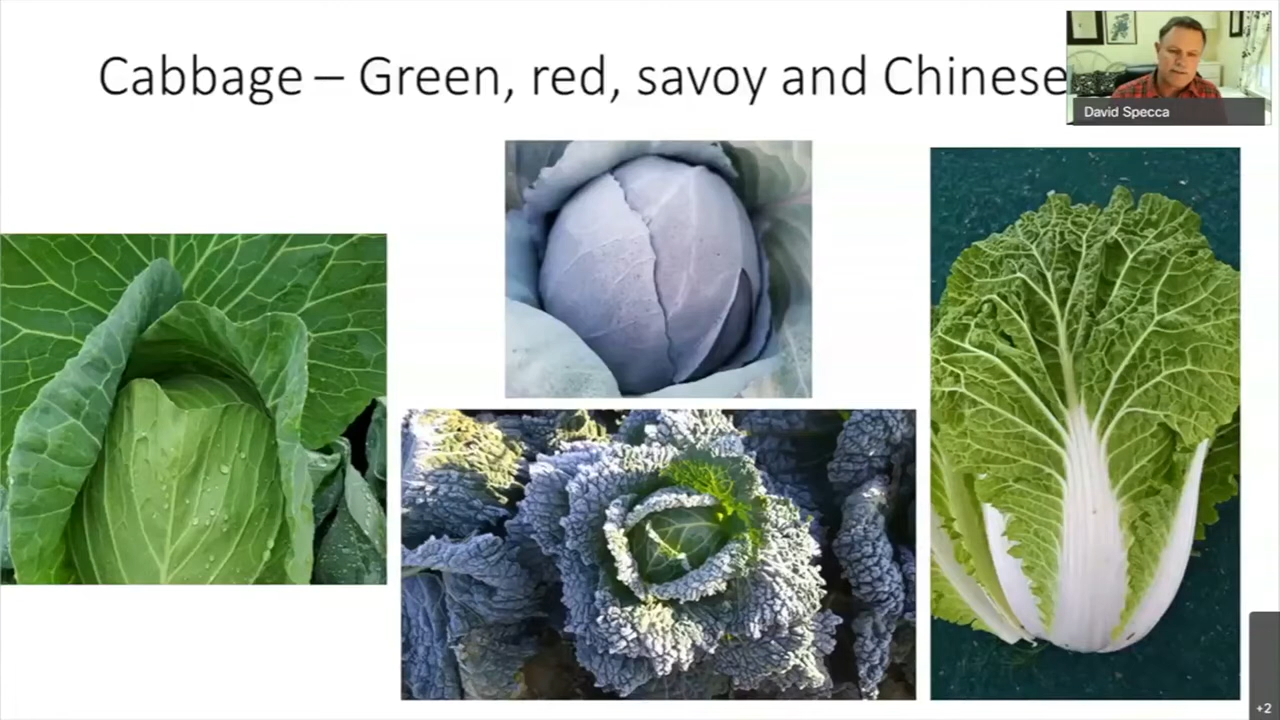 Cabbage – Green, red, savoy and Chinese
David Specca
+2